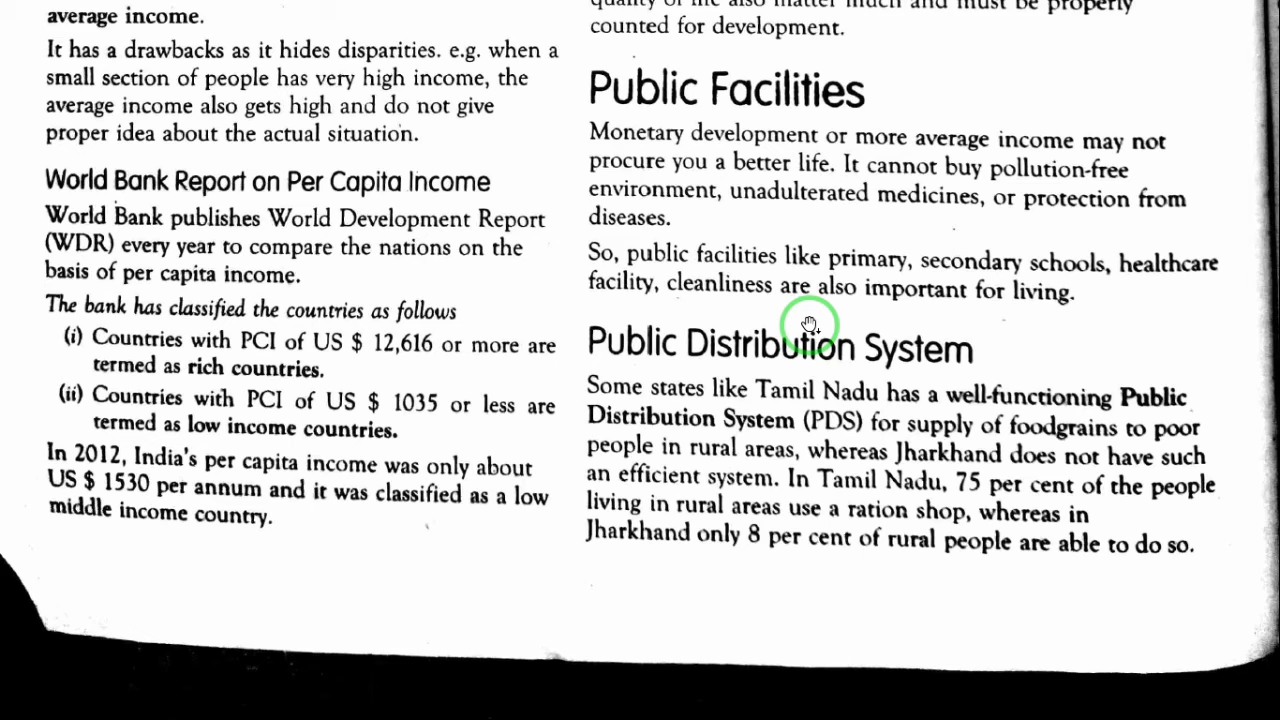 average income.
It has a drawbacks as it hides disparities. e.g. when a
small section of people has very high income, the
average income also gets high and do not give
proper idea about the actual situation.
World Bank Report on Per Capita Income
World Bank publishes World Development Report
(WDR) every year to compare the nations on the
basis of per capita income.
The bank has classified the countries as follows
(i) Countries with PCI of US $ 12,616 or more are
termed as rich countries.
(ii) Countries with PCI of US $ 1035 or less are
termed as low income countries.
In 2012, India's per capita income was only about
US $ 1530 per annum and it was classified as a low
middle income country.
quality of life also matter much and must be properly
counted for development.
Public Facilities
Monetary development or more average income may not
procure you a better life. It cannot buy pollution-free
environment, unadulterated medicines, or protection from
diseases.
So, public facilities like primary, secondary schools, healthcare
facility, cleanliness are also important for living.
Public Distribution System
Some states like Tamil Nadu has a well-functioning Public
Distribution System (PDS) for supply of foodgrains to poor
people in rural areas, whereas Jharkhand does not have such
an efficient system. In Tamil Nadu, 75 per cent of the people
living in rural areas use a ration shop, whereas in
Jharkhand only 8 per cent of rural people are able to do so.